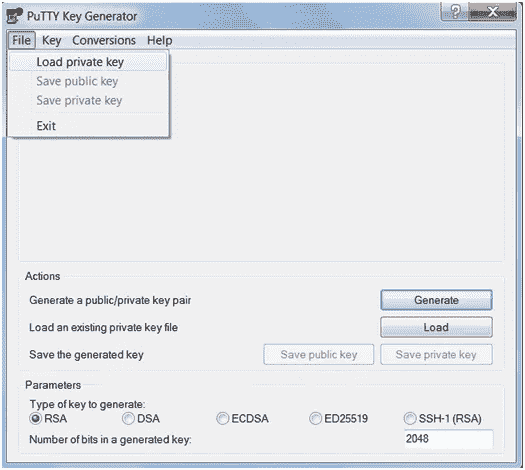 PuTTY Key Generator
?
X
File Key Conversions Help
Load private key
Save public key
Save private key
Exit
Actions
Generate a public/private key pair
Generate
Load an existing private key file
Load
Save the generated key
Save public key
Save private key
Parameters
Type of key to generate:
RSA DSA ECDSA ED25519 SSH-1 (RSA)
Number of bits in a generated key:
2048